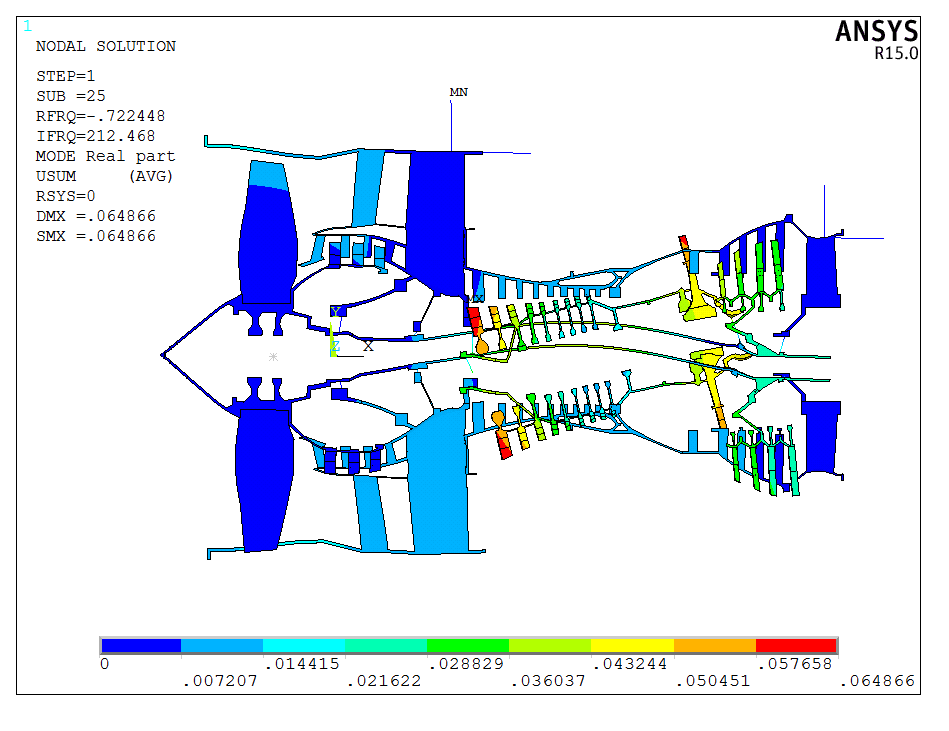 1
ANSYS
R15.0
NODAL SOLUTION
STEP=1
SUB =25
RFRQ=-.722448
IFRQ=212.468
MODE Real part
USUM     (AVG)
RSYS=0
DMX =.064866
SMX =.064866
MN
MX
Y
Z X
0 .014415 .028829 .043244 .057658
.007207 .021622 .036037 .050451 .064866